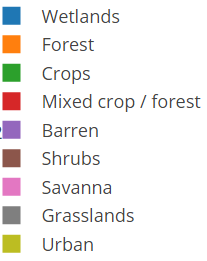 Wetlands
Forest
Crops
Mixed crop / forest
Barren
Shrubs
Savanna
Grasslands
Urban